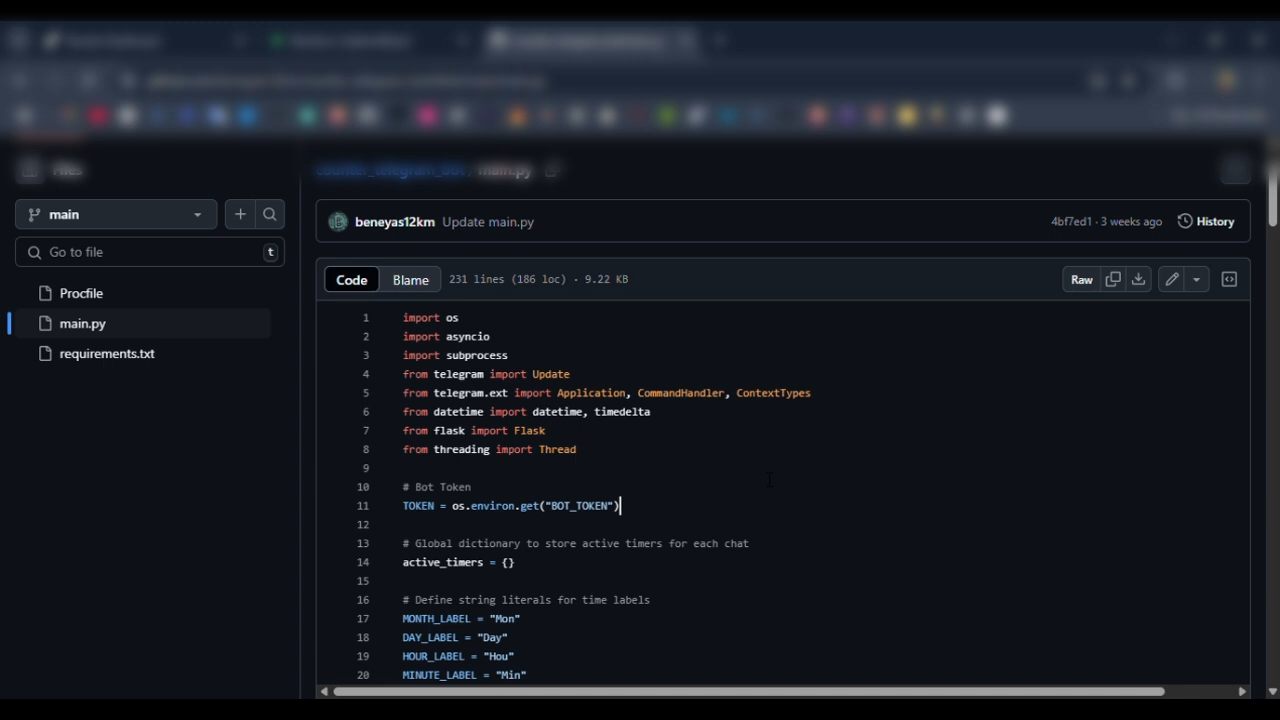 Files
counter_telegram_bot / main.py
main
beneyas12km Update main.py
4bf7ed1 · 3 weeks ago
History
Go to file
t
Code
Blame
231 lines (186 loc) · 9.22 KB
Raw
Procfile
main.py
requirements.txt
1 import os
2 import asyncio
3 import subprocess
4 from telegram import Update
5 from telegram.ext import Application, CommandHandler, ContextTypes
6 from datetime import datetime, timedelta
7 from flask import Flask
8 from threading import Thread
9
10 # Bot Token
11 TOKEN = os.environ.get("BOT_TOKEN")
12
13 # Global dictionary to store active timers for each chat
14 active_timers = {}
15
16 # Define string literals for time labels
17 MONTH_LABEL = "Mon"
18 DAY_LABEL = "Day"
19 HOUR_LABEL = "Hou"
20 MINUTE_LABEL = "Min"